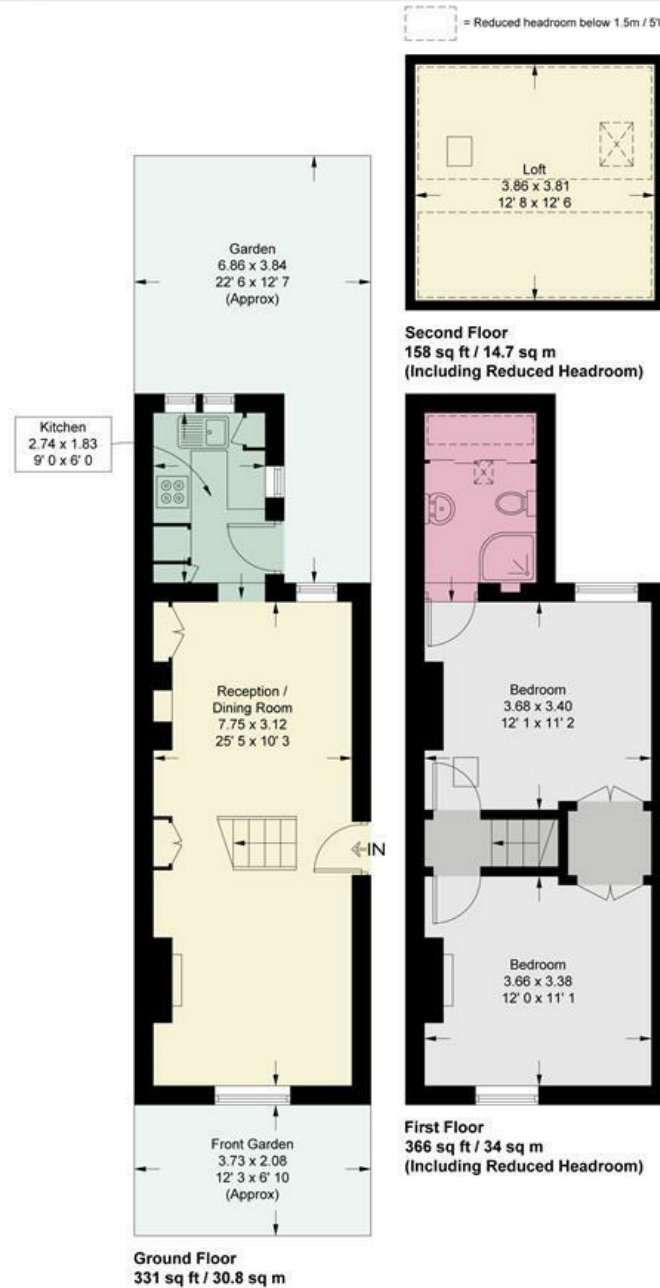 = Reduced headroom below 1.5m / 5'0
Loft
3.86 x 3.81
12' 8 x 12' 6
Second Floor
158 sq ft / 14.7 sq m
(Including Reduced Headroom)
Garden
6.86 x 3.84
22' 6 x 12' 7
(Approx)
Kitchen
2.74 x 1.83
9' 0 x 6' 0
Reception /
Dining Room
7.75 x 3.12
25' 5 x 10' 3
IN
Front Garden
3.73 x 2.08
12' 3 x 6' 10
(Approx)
Ground Floor
331 sq ft / 30.8 sq m
Bedroom
3.68 x 3.40
12' 1 x 11' 2
Bedroom
3.66 x 3.38
12' 0 x 11' 1
First Floor
366 sq ft / 34 sq m
(Including Reduced Headroom)